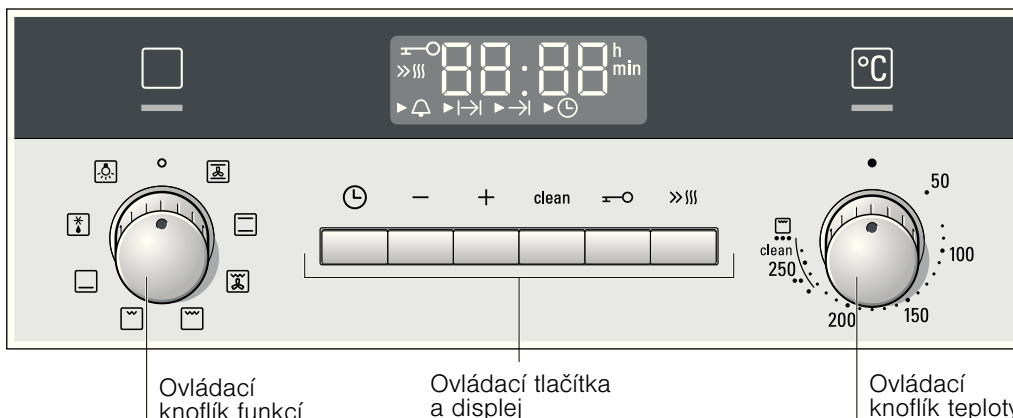 88:88 h
min
°C
clean
50
100
150
200
250
clean
Ovládací
knoflík funkcí
Ovládací tlačítka
a displej
Ovládací
knoflík teploty